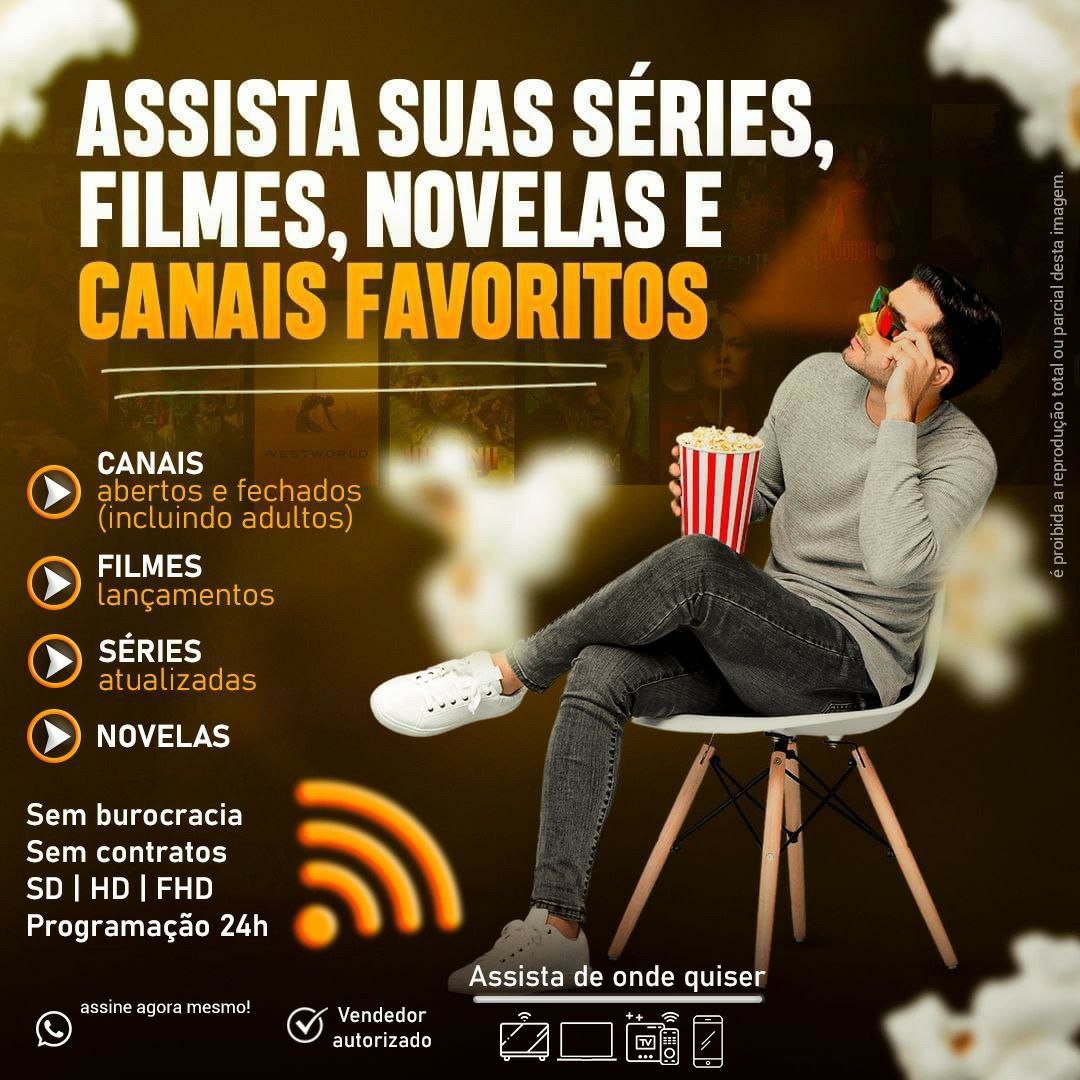 ASSISTA SUAS SÉRIES,
FILMES, NOVELAS E
CANAIS FAVORITOS
é proibida a reprodução total ou parcial desta imagem.
WESTWORLD
CANAIS
abertos e fechados
(incluindo adultos)
FILMES
lançamentos
SÉRIES
atualizadas
NOVELAS
Sem burocracia
Sem contratos
SD | HD | FHD
Programação 24h
Assista de onde quiser
assine agora mesmo!
Vendedor
autorizado
TV